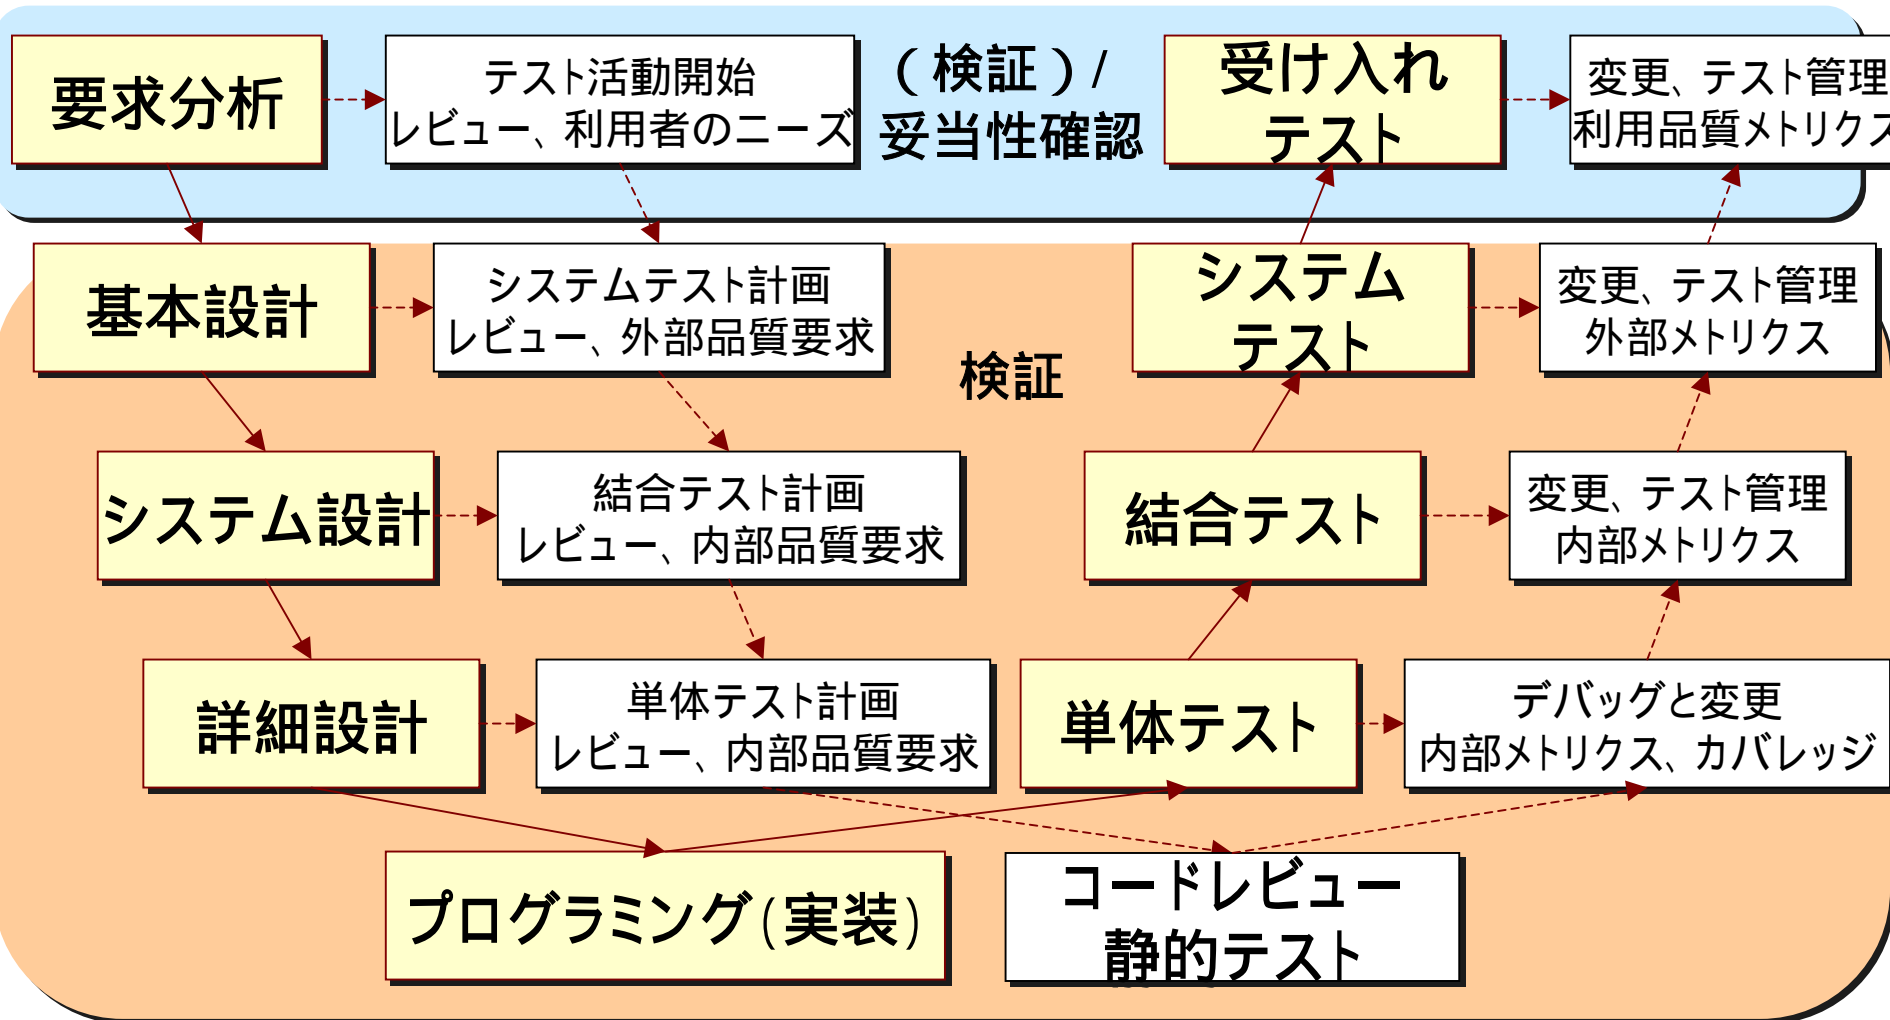 要求分析
テスト活動開始
レビュー、利用者のニーズ
（検証）/
妥当性確認
受け入れ
テスト
変更、テスト管理
利用品質メトリクス
基本設計
システムテスト計画
レビュー、外部品質要求
検証
システム
テスト
変更、テスト管理
外部メトリクス
システム設計
結合テスト計画
レビュー、内部品質要求
結合テスト
変更、テスト管理
内部メトリクス
詳細設計
単体テスト計画
レビュー、内部品質要求
単体テスト
デバッグと変更
内部メトリクス、カバレッジ
プログラミング(実装)
コードレビュー
静的テスト